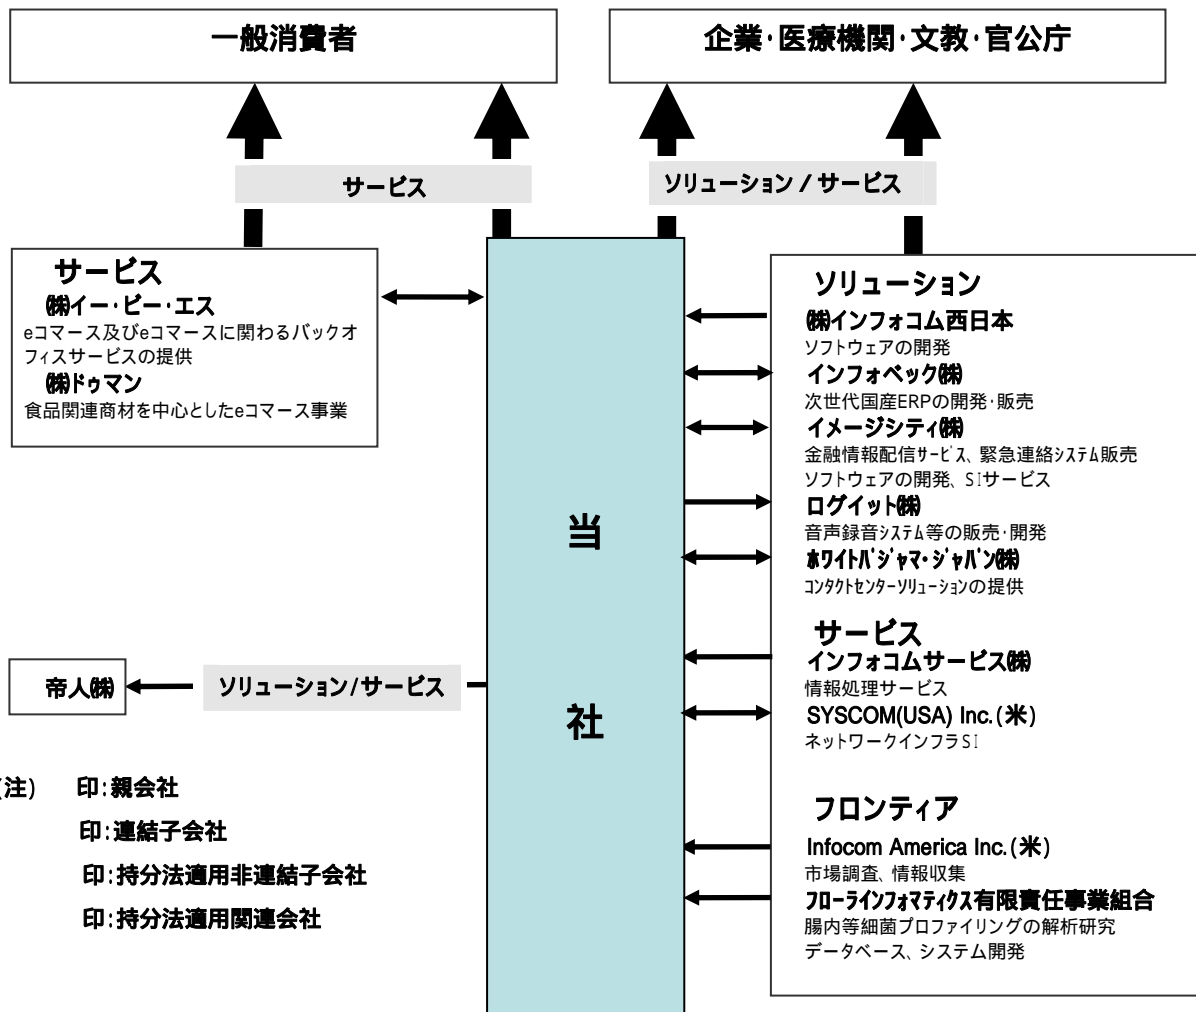 一般消費者
企業・医療機関・文教・官公庁
サービス
ソリューション / サービス
サービス
㈱イー・ビー・エス
eコマース及びeコマースに関わるバックオ
フィスサービスの提供
㈱ドゥマン
食品関連商材を中心としたeコマース事業
当
社
ソリューション
㈱インフォコム西日本
ソフトウェアの開発
インフォベック㈱
次世代国産ERPの開発・販売
イメージシティ㈱
金融情報配信ｻｰﾋﾞｽ、緊急連絡ｼｽﾃﾑ販売
ソフトウェアの開発、SIサービス
ログイット㈱
音声録音ｼｽﾃﾑ等の販売・開発
ﾎﾜｲﾄﾊﾟｼﾞｬﾏ・ｼﾞｬﾊﾟﾝ㈱
ｺﾝﾀｸﾄｾﾝﾀｰｿﾘｭｰｼｮﾝの提供
サービス
インフォコムサービス㈱
情報処理サービス
SYSCOM(USA) Inc.(米)
ネットワークインフラSI
フロンティア
Infocom America Inc.(米)
市場調査、情報収集
ﾌﾛｰﾗｲﾝﾌｫﾏﾃｨｸｽ有限責任事業組合
腸内等細菌プロファイリングの解析研究
データベース、システム開発
帝人㈱
ソリューション/サービス
(注) 印:親会社
印:連結子会社
印:持分法適用非連結子会社
印:持分法適用関連会社